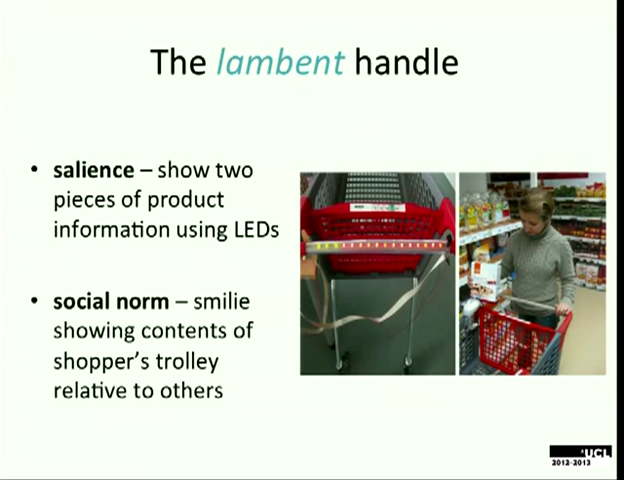 The lambent handle
• salience – show two
pieces of product
information using LEDs
• social norm – smilie
showing contents of
shopper's trolley
relative to others
UCL
2012-2013